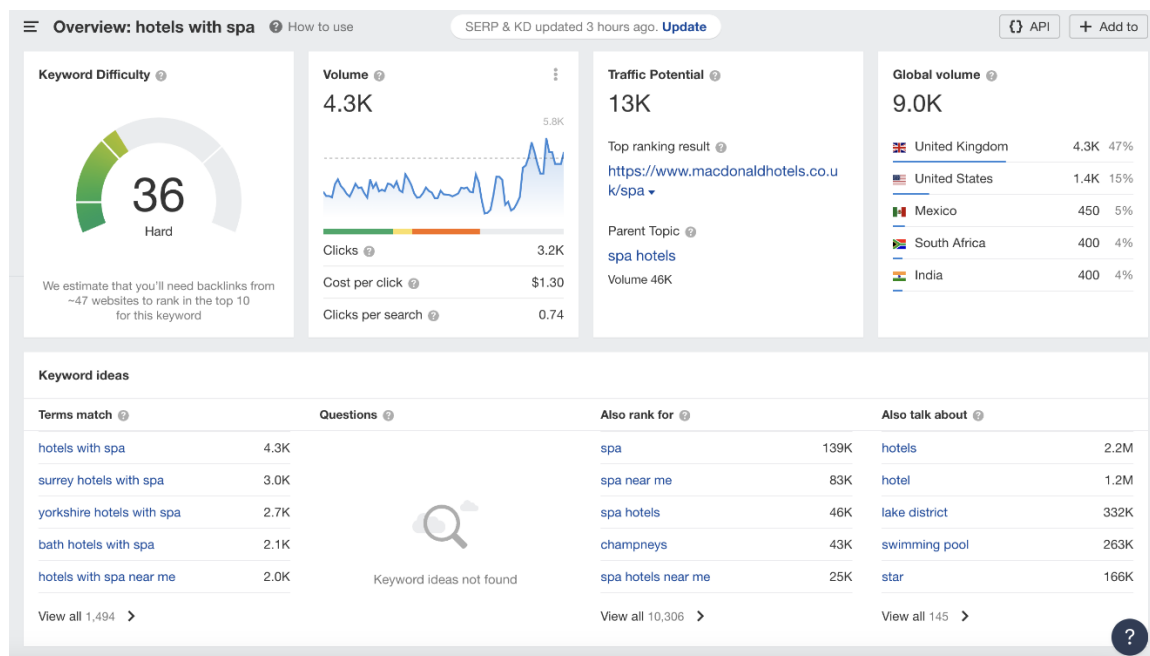 Overview: hotels with spa
How to use
SERP & KD updated 3 hours ago. Update
{} API
+ Add to
Keyword Difficulty
36
Hard
We estimate that you'll need backlinks from
~47 websites to rank in the top 10
for this keyword
Volume
4.3K
5.8K
Clicks 3.2K
Cost per click $1.30
Clicks per search 0.74
Traffic Potential
13K
Top ranking result
https://www.macdonaldhotels.co.u
k/spa
Parent Topic
spa hotels
Volume 46K
Global volume
9.0K
United Kingdom 4.3K 47%
United States 1.4K 15%
Mexico 450 5%
South Africa 400 4%
India 400 4%
Keyword ideas
Terms match
hotels with spa 4.3K
surrey hotels with spa 3.0K
yorkshire hotels with spa 2.7K
bath hotels with spa 2.1K
hotels with spa near me 2.0K
View all 1,494
Questions
Keyword ideas not found
Also rank for
spa 139K
spa near me 83K
spa hotels 46K
champneys 43K
spa hotels near me 25K
View all 10,306
Also talk about
hotels 2.2M
hotel 1.2M
lake district 332K
swimming pool 263K
star 166K
View all 145
?